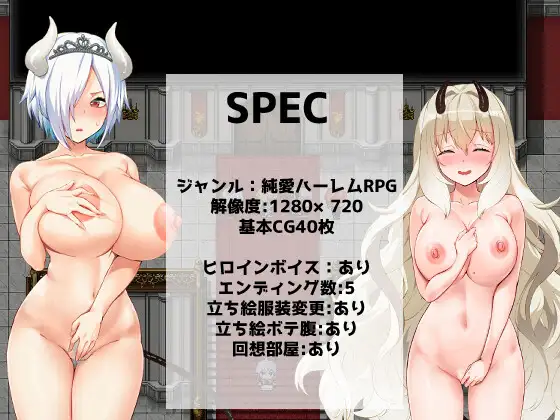 SPEC
ジャンル：純愛ハーレムRPG
解像度:1280× 720
基本CG40枚
ヒロインボイス：あり
エンディング数:5
立ち絵服装変更:あり
立ち絵ボテ腹:あり
回想部屋:あり